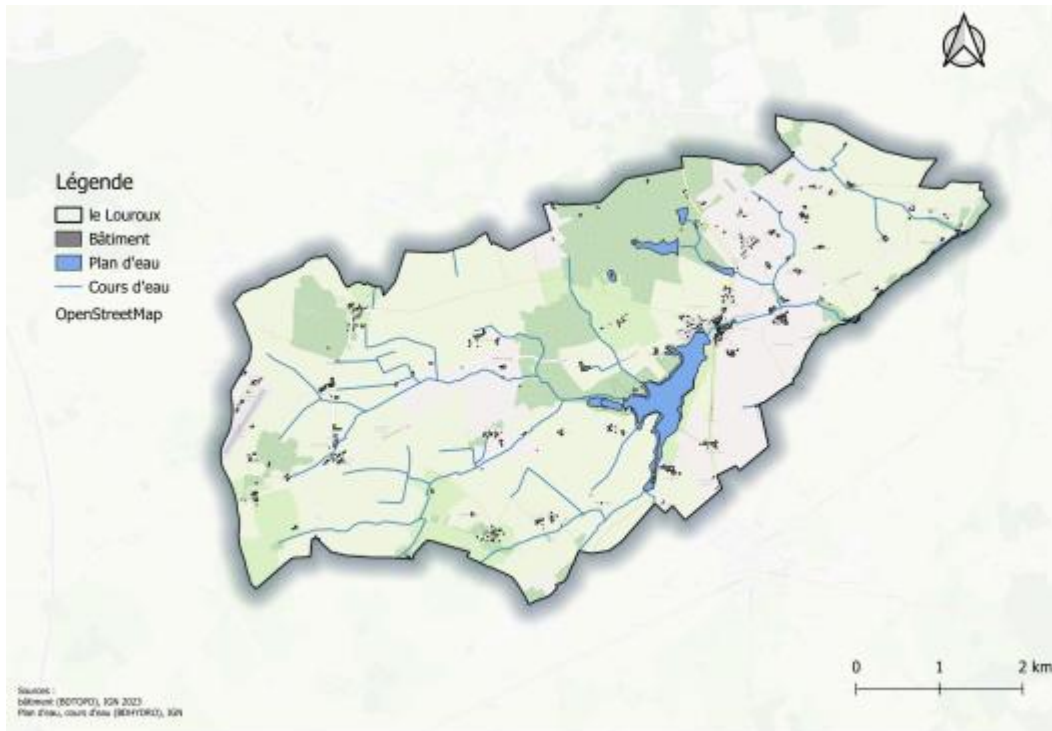 Légende
le Louroux
Bâtiment
Plan d'eau
Cours d'eau
OpenStreetMap
0 1 2 km
Sources :
bâtiment (BDTOPO), IGN 2023
Plan d'eau, cours d'eau (BDHYDRO), IGN